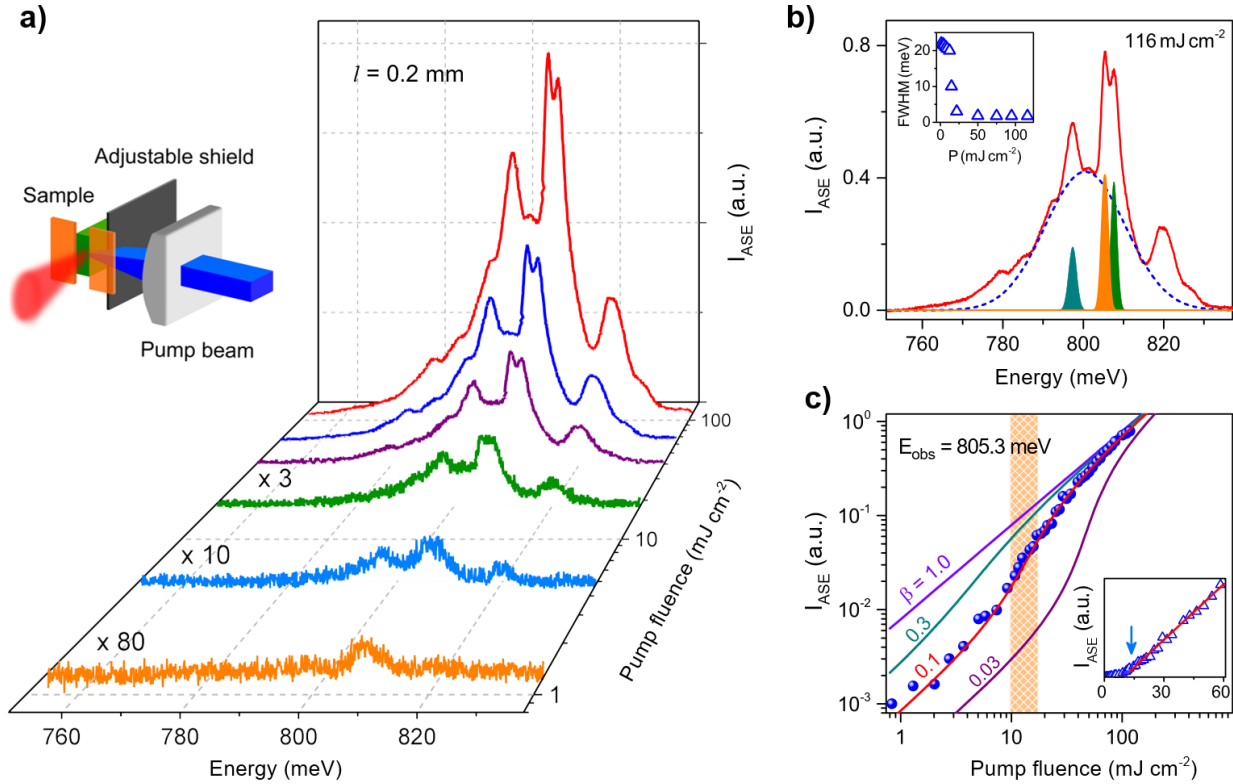 a)
l = 0.2 mm
Adjustable shield
Sample
Pump beam
I_ASE (a.u.)
100
10
1
Pump fluence (mJ cm⁻²)
x 3
x 10
x 80
760
780
800
820
Energy (meV)
b)
116 mJ cm⁻²
0.8
0.4
0.0
I_ASE (a.u.)
20
10
0
FWHM (meV)
0
50
100
P (mJ cm⁻²)
760
780
800
820
Energy (meV)
c)
E_obs = 805.3 meV
10⁰
10⁻¹
10⁻²
10⁻³
I_ASE (a.u.)
β = 1.0
0.3
0.1
0.03
I_ASE (a.u.)
0
30
60
1
10
100
Pump fluence (mJ cm⁻²)